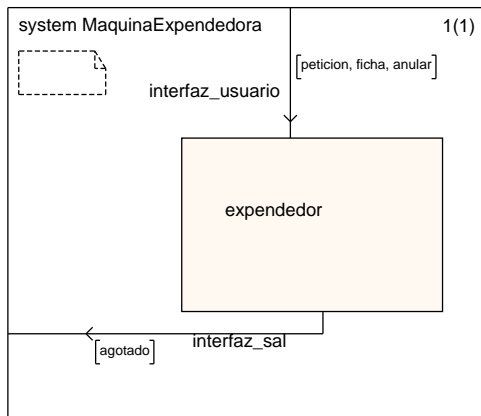 system MaquinaExpendedora
1(1)
[peticion, ficha, anular]
interfaz_usuario
expendedor
interfaz_sal
[agotado]